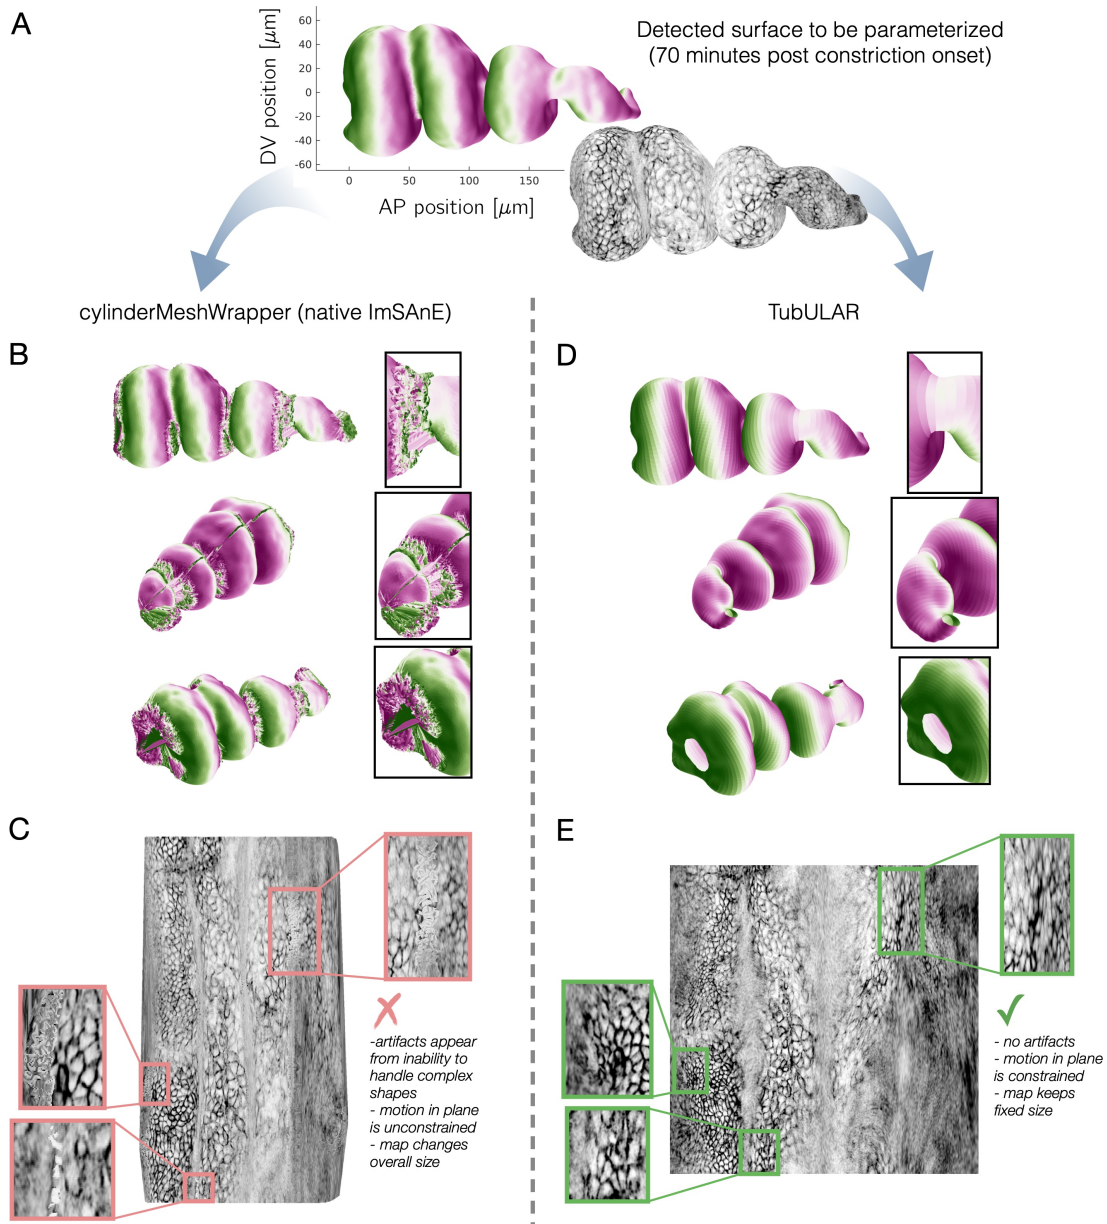 A
Detected surface to be parameterized
(70 minutes post constriction onset)
DV position [μm]
60
40
20
0
-20
-40
-60
0
50
100
150
AP position [μm]
cylinderMeshWrapper (native ImSAnE)
TubULAR
B
D
C
E
-artifacts appear
from inability to
handle complex
shapes
- motion in plane
is unconstrained
- map changes
overall size
- no artifacts
- motion in plane
is constrained
- map keeps
fixed size